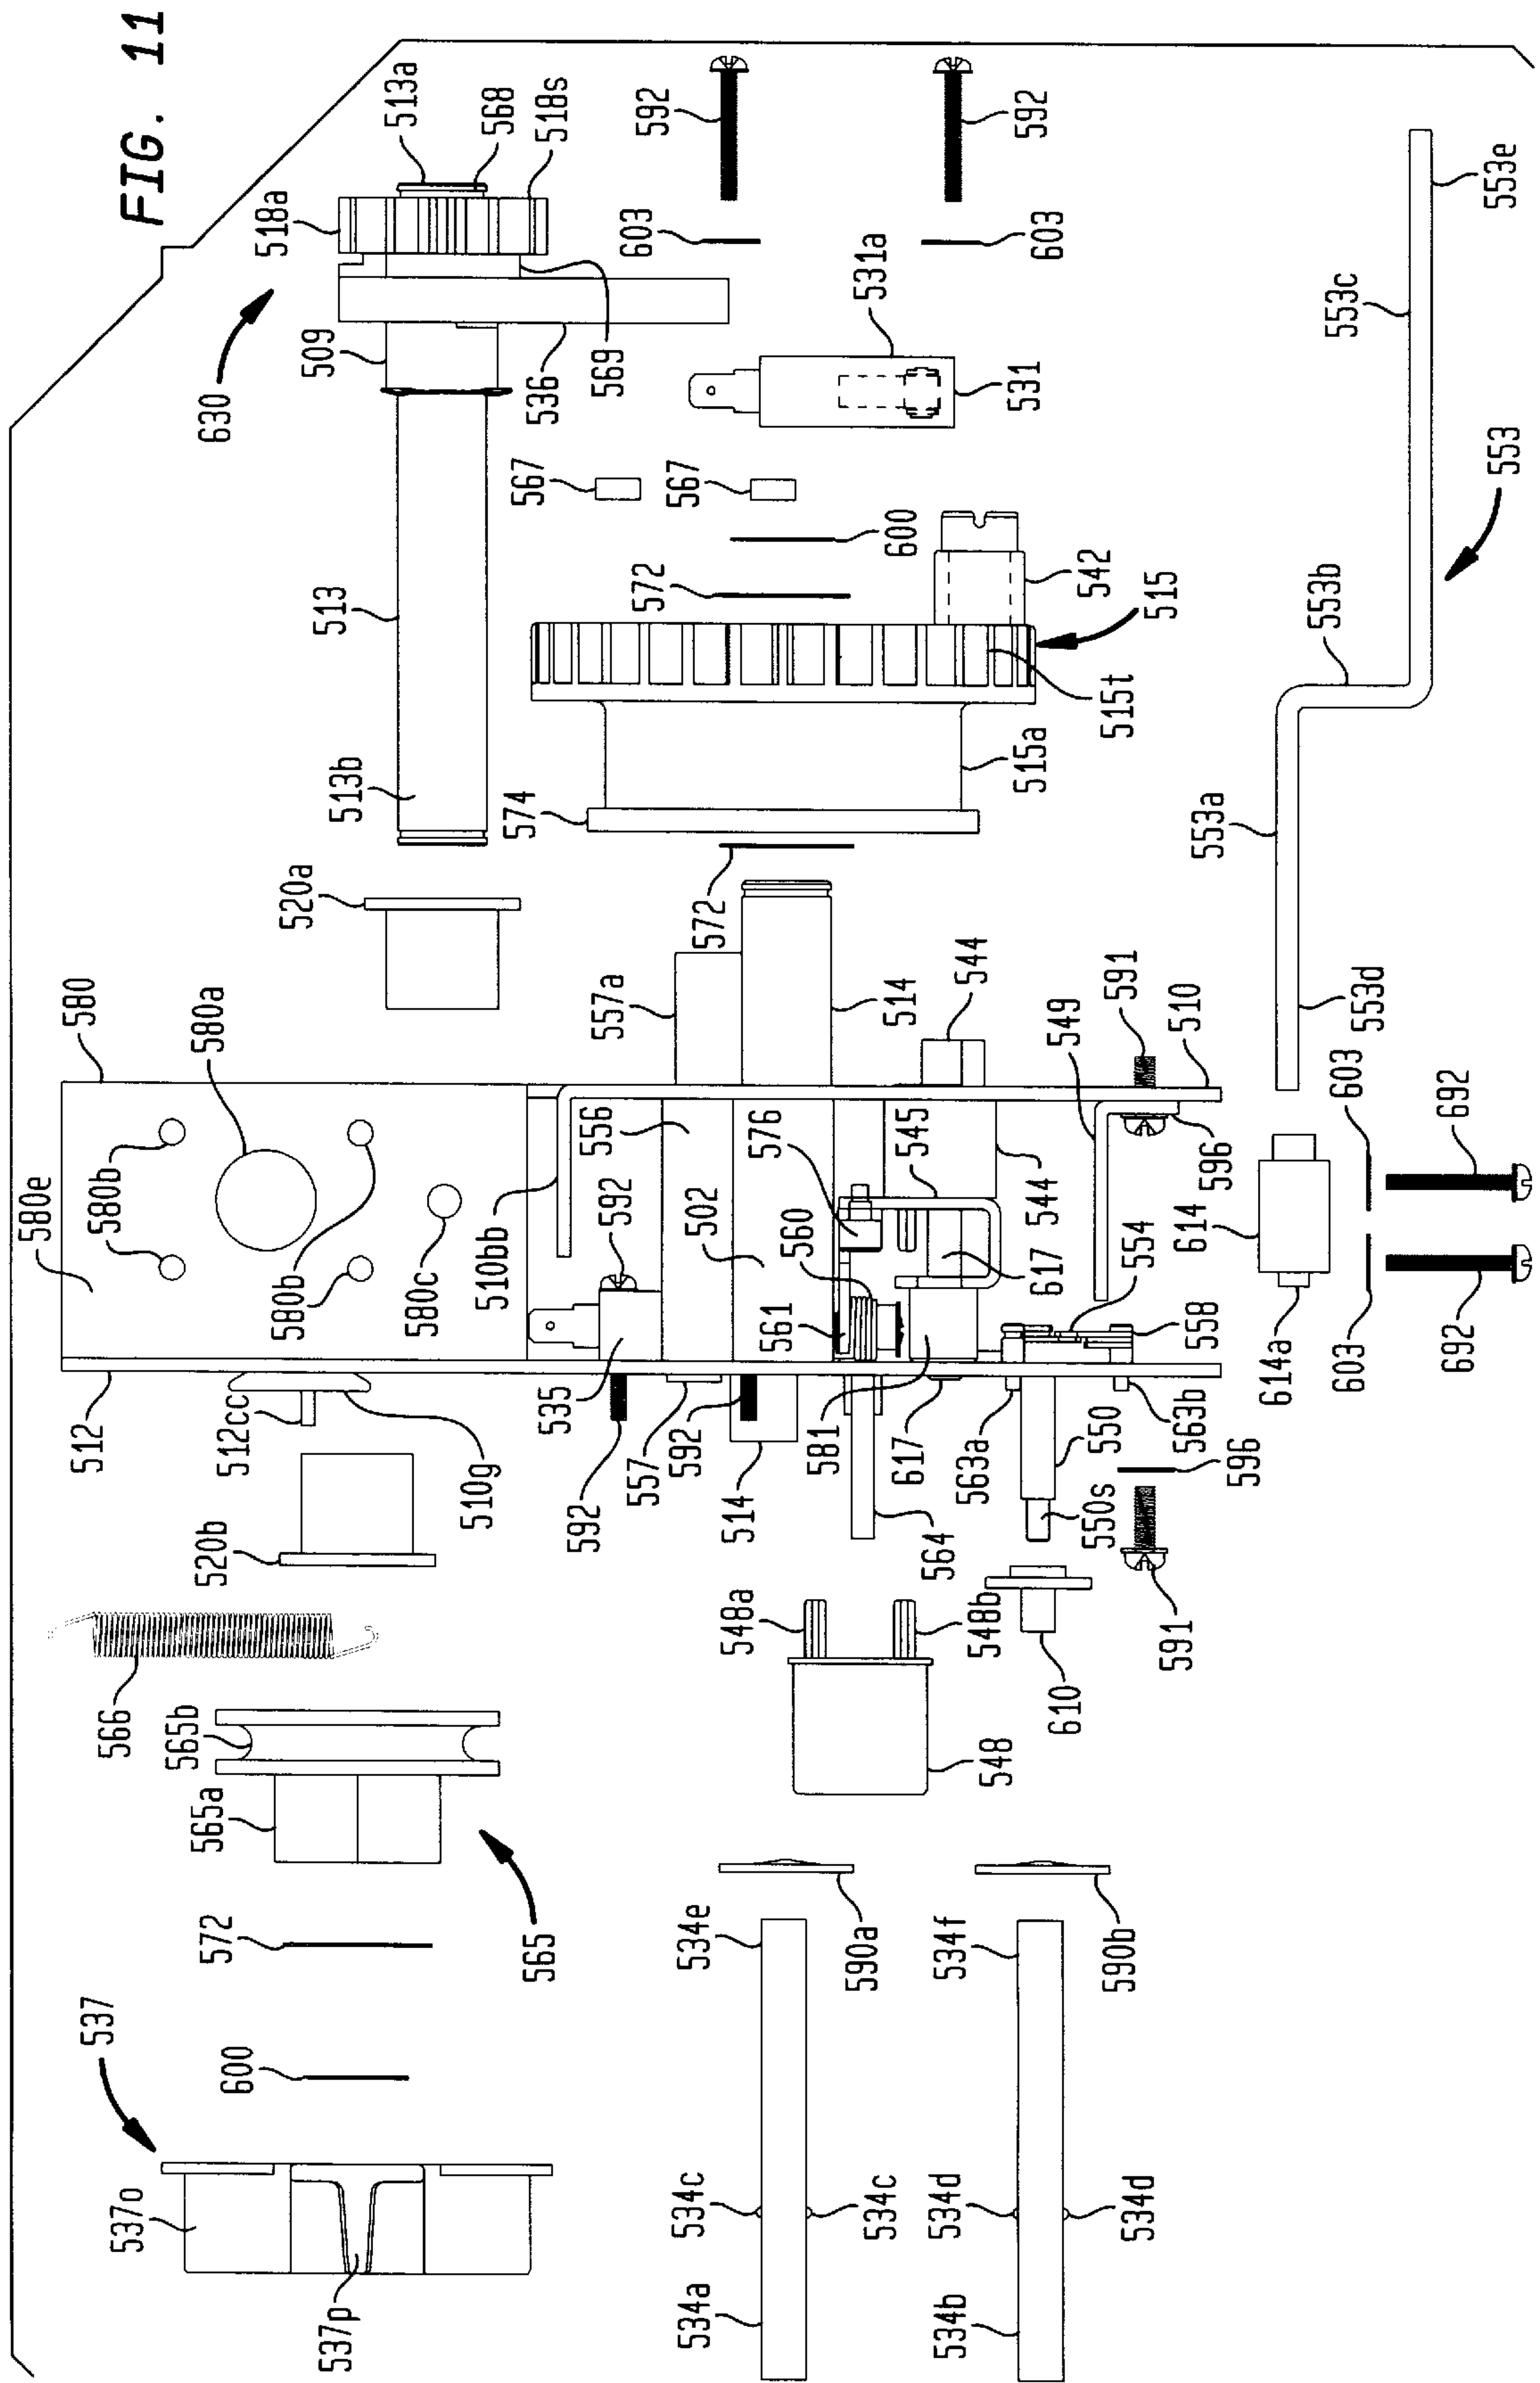 FIG. 11
513a
568
518s
592
592
518a
603
603
630
509
536
569
531a
531
553e
553c
567
567
600
513
572
542
515
553b
553
513b
574
515t
515a
553a
520a
572
580
580a
557a
514
544
549
591
510
553d
580e
580b
580b
580c
510bb
592
556
502
576
560
545
544
617
554
596
603
692
614
692
512
512cc
510g
535
561
558
614a
603
592
557
592
514
581
617
563a
550
563b
596
520b
564
550s
566
565b
548a
548b
610
591
565a
548
572
565
534e
590a
534f
590b
537
600
537o
534c
534c
534d
534d
537p
534a
534b